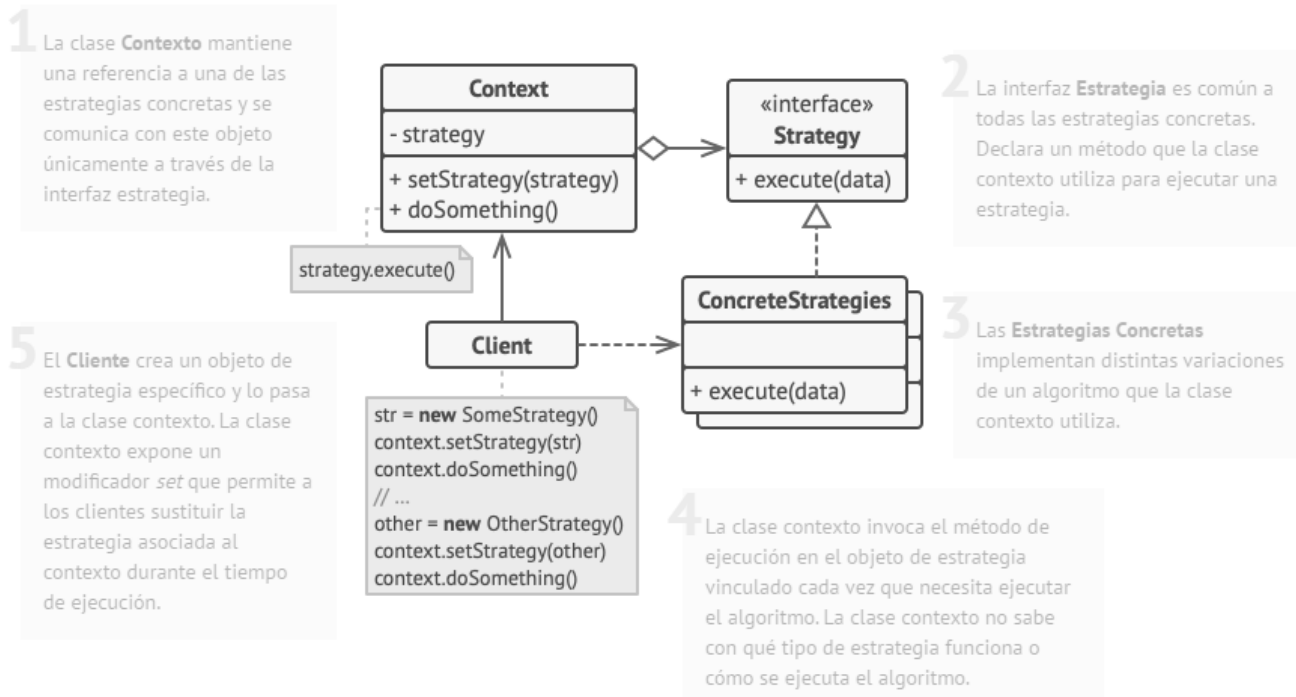 1
La clase Contexto mantiene
una referencia a una de las
estrategias concretas y se
comunica con este objeto
únicamente a través de la
interfaz estrategia.
Context
- strategy
+ setStrategy(strategy)
+ doSomething()
strategy.execute()
«interface»
Strategy
+ execute(data)
2
La interfaz Estrategia es común a
todas las estrategias concretas.
Declara un método que la clase
contexto utiliza para ejecutar una
estrategia.
ConcreteStrategies
+ execute(data)
3
Las Estrategias Concretas
implementan distintas variaciones
de un algoritmo que la clase
contexto utiliza.
Client
str = new SomeStrategy()
context.setStrategy(str)
context.doSomething()
// ...
other = new OtherStrategy()
context.setStrategy(other)
context.doSomething()
4
La clase contexto invoca el método de
ejecución en el objeto de estrategia
vinculado cada vez que necesita ejecutar
el algoritmo. La clase contexto no sabe
con qué tipo de estrategia funciona o
cómo se ejecuta el algoritmo.
5
El Cliente crea un objeto de
estrategia específico y lo pasa
a la clase contexto. La clase
contexto expone un
modificador set que permite a
los clientes sustituir la
estrategia asociada al
contexto durante el tiempo
de ejecución.